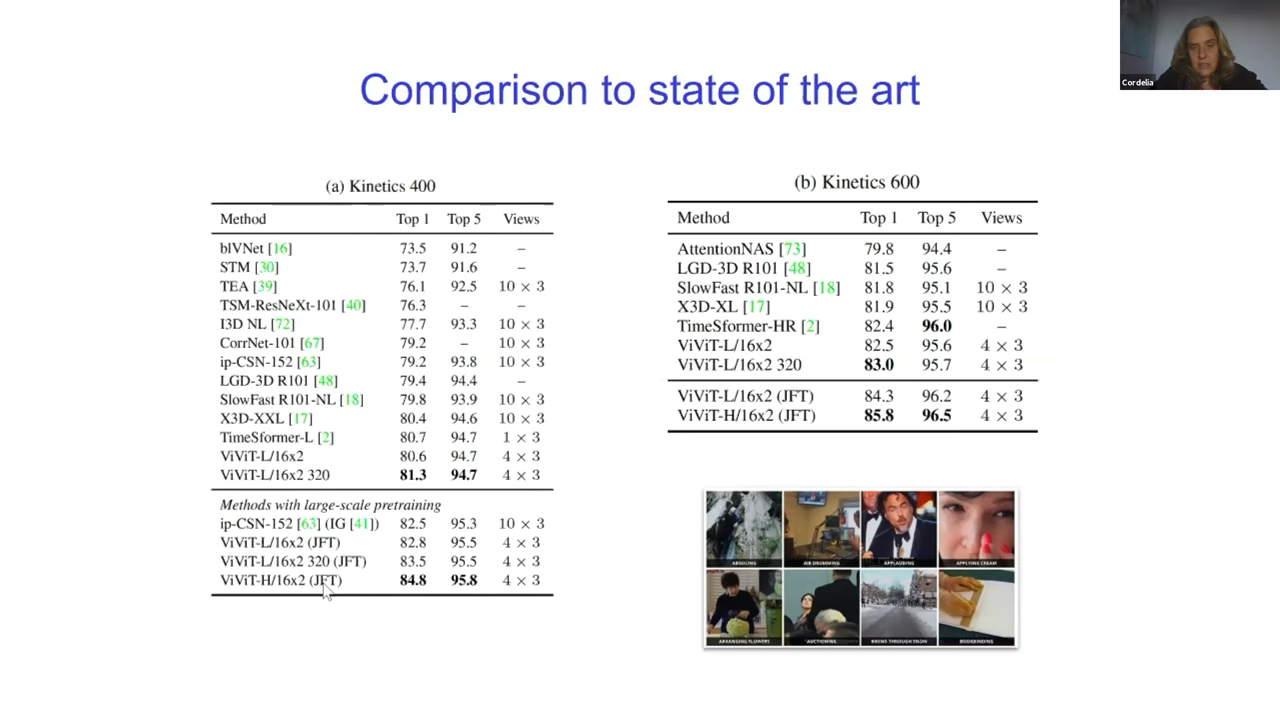 Cordelia
Comparison to state of the art
(a) Kinetics 400
Method Top 1 Top 5 Views
bIVNet [16] 73.5 91.2 –
STM [30] 73.7 91.6 –
TEA [39] 76.1 92.5 10 × 3
TSM-ResNeXt-101 [40] 76.3 – –
I3D NL [72] 77.7 93.3 10 × 3
CorrNet-101 [67] 79.2 – 10 × 3
ip-CSN-152 [63] 79.2 93.8 10 × 3
LGD-3D R101 [48] 79.4 94.4 –
SlowFast R101-NL [18] 79.8 93.9 10 × 3
X3D-XXL [17] 80.4 94.6 10 × 3
TimeSformer-L [2] 80.7 94.7 1 × 3
ViViT-L/16x2 80.6 94.7 4 × 3
ViViT-L/16x2 320 81.3 94.7 4 × 3
Methods with large-scale pretraining
ip-CSN-152 [63] (IG [41]) 82.5 95.3 10 × 3
ViViT-L/16x2 (JFT) 82.8 95.5 4 × 3
ViViT-L/16x2 320 (JFT) 83.5 95.5 4 × 3
ViViT-H/16x2 (JFT) 84.8 95.8 4 × 3
(b) Kinetics 600
Method Top 1 Top 5 Views
AttentionNAS [73] 79.8 94.4 –
LGD-3D R101 [48] 81.5 95.6 –
SlowFast R101-NL [18] 81.8 95.1 10 × 3
X3D-XL [17] 81.9 95.5 10 × 3
TimeSformer-HR [2] 82.4 96.0 –
ViViT-L/16x2 82.5 95.6 4 × 3
ViViT-L/16x2 320 83.0 95.7 4 × 3
ViViT-L/16x2 (JFT) 84.3 96.2 4 × 3
ViViT-H/16x2 (JFT) 85.8 96.5 4 × 3
ABSEILING AIR DRUMMING APPLAUDING APPLYING CREAM
ARRANGING FLOWERS AUCTIONING THROUGH SNOW BOOKBINDING